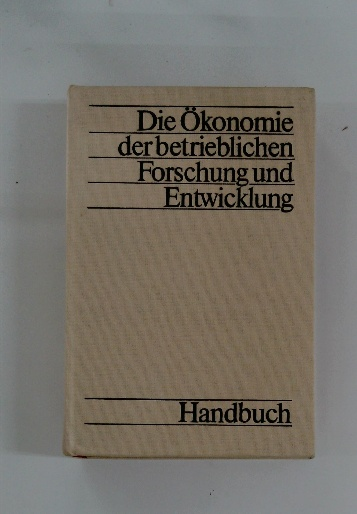 Die Ökonomie
der betrieblichen
Forschung und
Entwicklung
Handbuch